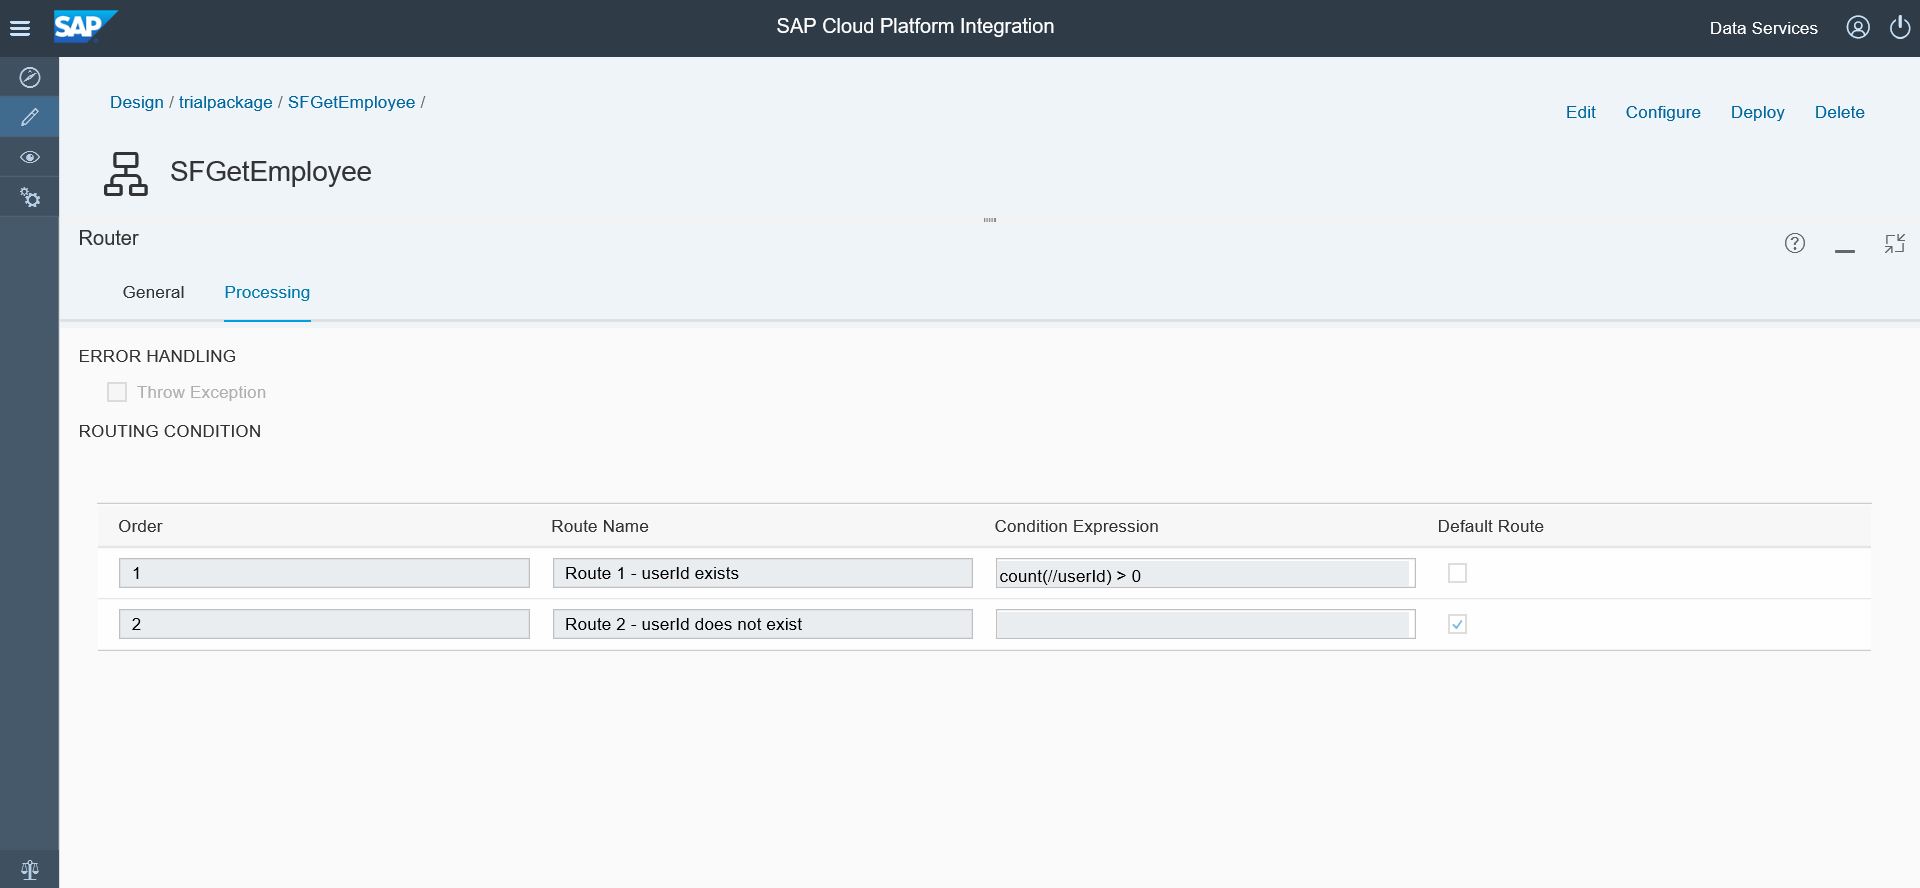 SAP
SAP Cloud Platform Integration
Data Services
Design / trialpackage / SFGetEmployee /
Edit Configure Deploy Delete
SFGetEmployee
Router
General Processing
ERROR HANDLING
Throw Exception
ROUTING CONDITION
Order Route Name Condition Expression Default Route
1 Route 1 - userId exists count(//userId) > 0
2 Route 2 - userId does not exist